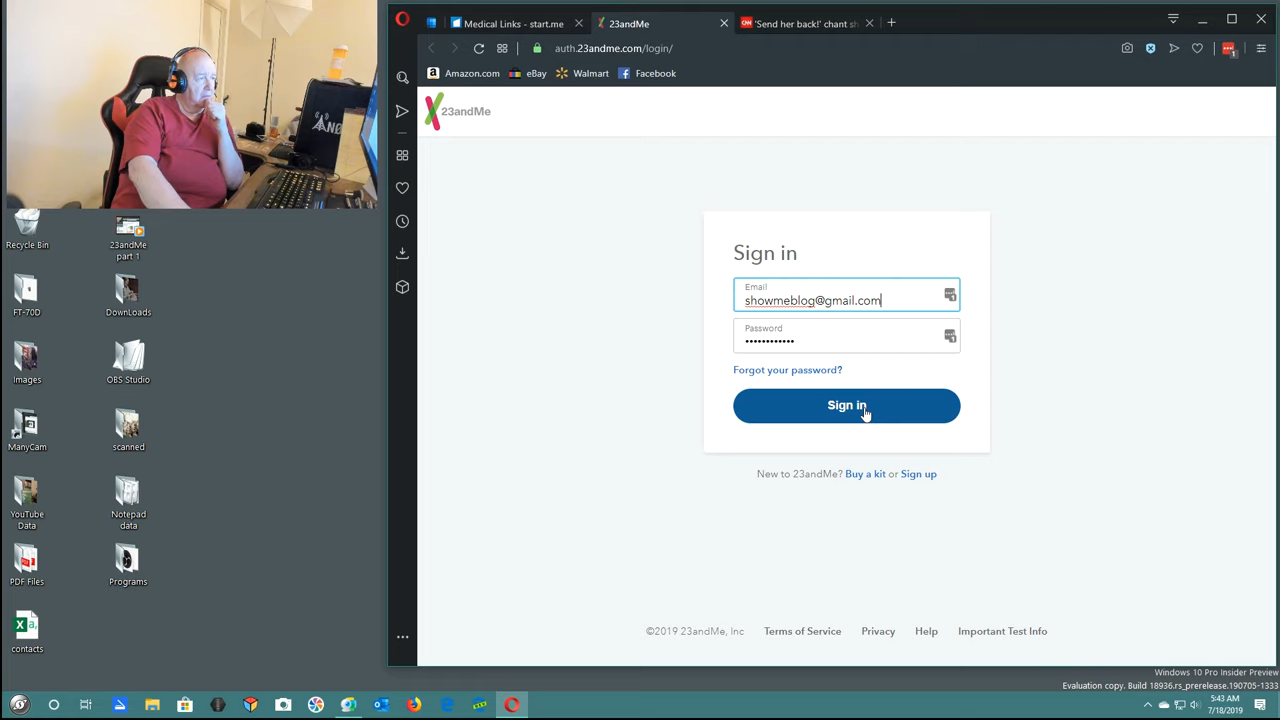 Medical Links - start.me
23andMe
'Send her back!' chant sh
auth.23andme.com/login/
Amazon.com
eBay
Walmart
Facebook
23andMe
Sign in
Email
showmeblog@gmail.com
Password
••••••••••••
Forgot your password?
Sign in
New to 23andMe? Buy a kit or Sign up
©2019 23andMe, Inc
Terms of Service
Privacy
Help
Important Test Info
Recycle Bin
23andMe
part 1
FT-70D
DownLoads
Images
OBS Studio
ManyCam
scanned
YouTube
Data
Notepad
data
PDF Files
Programs
contacts
Windows 10 Pro Insider Preview
Evaluation copy. Build 18936.rs_prerelease.190705-1333
5:43 AM
7/18/2019